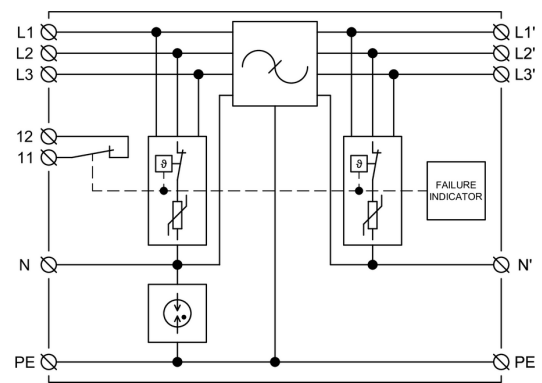 L1
L1'
L2
L2'
L3
L3'
12
11
ϑ
ϑ
FAILURE
INDICATOR
N
N'
PE
PE